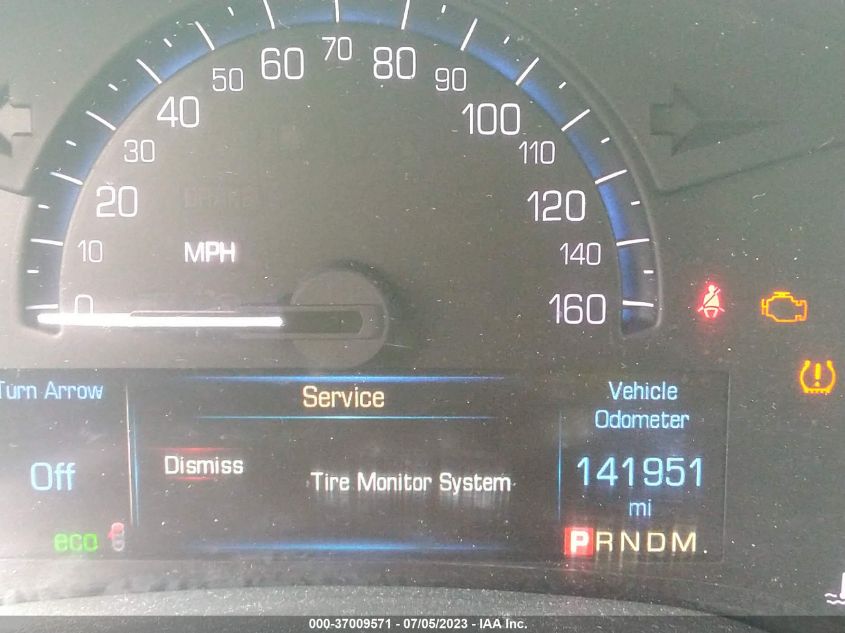 70
60 80
50 90
40 100
30 110
20 120
MPH
10 140
0 160
Turn Arrow Service Vehicle
Odometer
Dismiss
Off Tire Monitor System 141951
mi
eco P R N D M
000-37009571 - 07/05/2023 - IAA Inc.